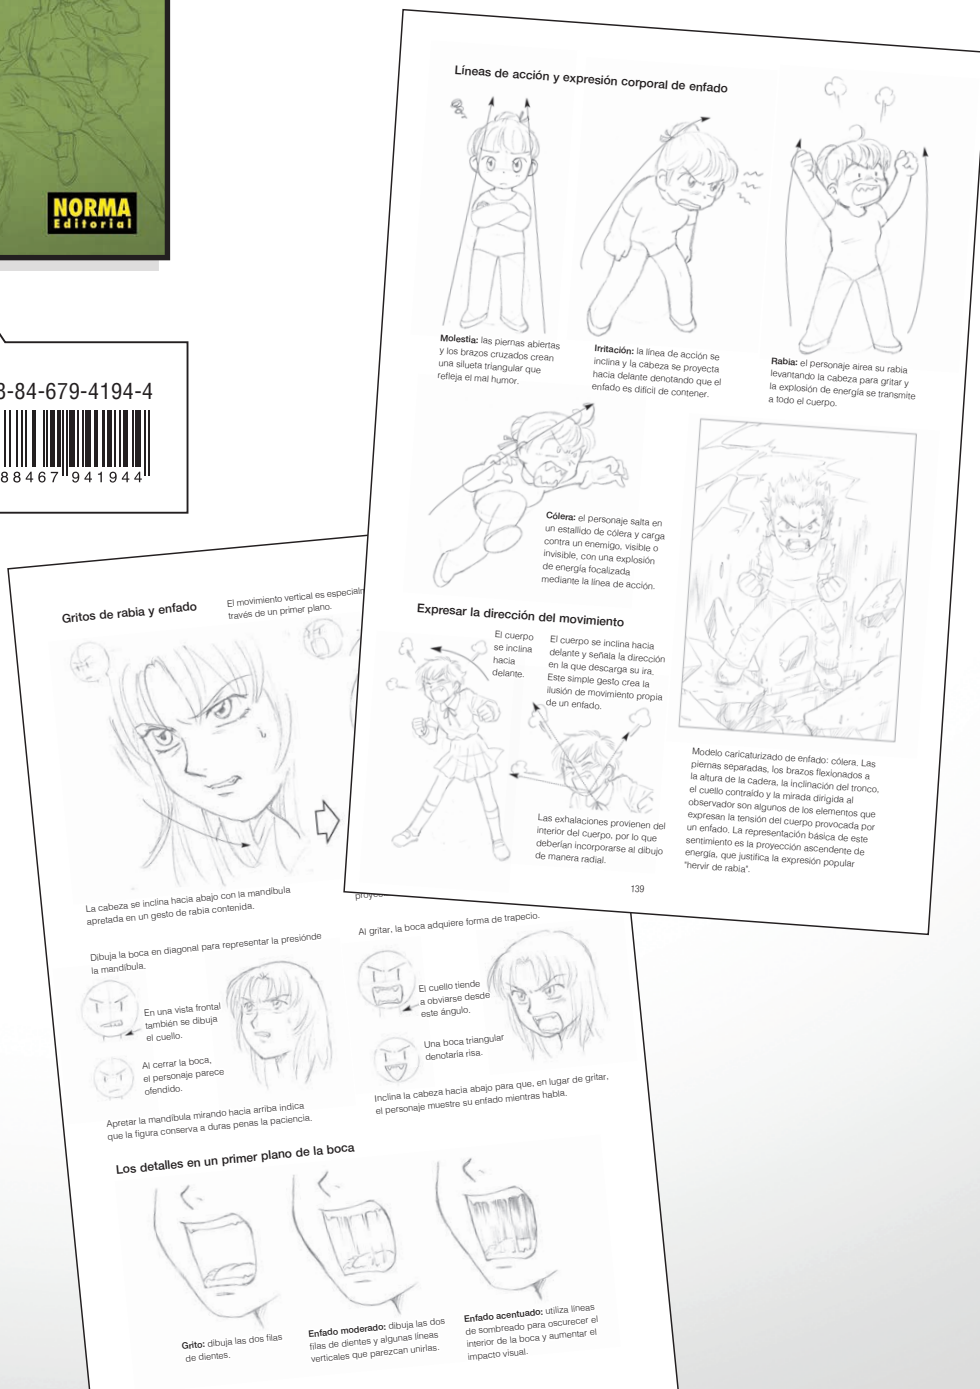 NORMA
Editorial
3-84-679-4194-4
88467 941944
Líneas de acción y expresión corporal de enfado
Molestia: las piernas abiertas
y los brazos cruzados crean
una silueta triangular que
refleja el mal humor.
Irritación: la línea de acción se
inclina y la cabeza se proyecta
hacia delante denotando que el
enfado es difícil de contener.
Rabia: el personaje airea su rabia
levantando la cabeza para gritar y
la explosión de energía se transmite
a todo el cuerpo.
Cólera: el personaje salta en
un estallido de cólera y carga
contra un enemigo, visible o
invisible, con una explosión
de energía focalizada
mediante la línea de acción.
Expresar la dirección del movimiento
El cuerpo
se inclina
hacia
delante.
El cuerpo se inclina hacia
delante y señala la dirección
en la que descarga su ira.
Este simple gesto crea la
ilusión de movimiento propia
de un enfado.
Las exhalaciones provienen del
interior del cuerpo, por lo que
deberían incorporarse al dibujo
de manera radial.
Modelo caricaturizado de enfado: cólera. Las
piernas separadas, los brazos flexionados a
la altura de la cadera, la inclinación del tronco,
el cuello contraído y la mirada dirigida al
observador son algunos de los elementos que
expresan la tensión del cuerpo provocada por
un enfado. La representación básica de este
sentimiento es la proyección ascendente de
energía, que justifica la expresión popular
"hervir de rabia".
139
Gritos de rabia y enfado
El movimiento vertical es especialm
través de un primer plano.
La cabeza se inclina hacia abajo con la mandíbula
apretada en un gesto de rabia contenida.
proyec
Dibuja la boca en diagonal para representar la presiónde
la mandíbula.
En una vista frontal
también se dibuja
el cuello.
Al cerrar la boca,
el personaje parece
ofendido.
Apretar la mandíbula mirando hacia arriba indica
que la figura conserva a duras penas la paciencia.
Al gritar, la boca adquiere forma de trapecio.
El cuello tiende
a obviarse desde
este ángulo.
Una boca triangular
denotaría risa.
Inclina la cabeza hacia abajo para que, en lugar de gritar,
el personaje muestre su enfado mientras habla.
Los detalles en un primer plano de la boca
Grito: dibuja las dos filas
de dientes.
Enfado moderado: dibuja las dos
filas de dientes y algunas líneas
verticales que parezcan unirlas.
Enfado acentuado: utiliza líneas
de sombreado para oscurecer el
interior de la boca y aumentar el
impacto visual.